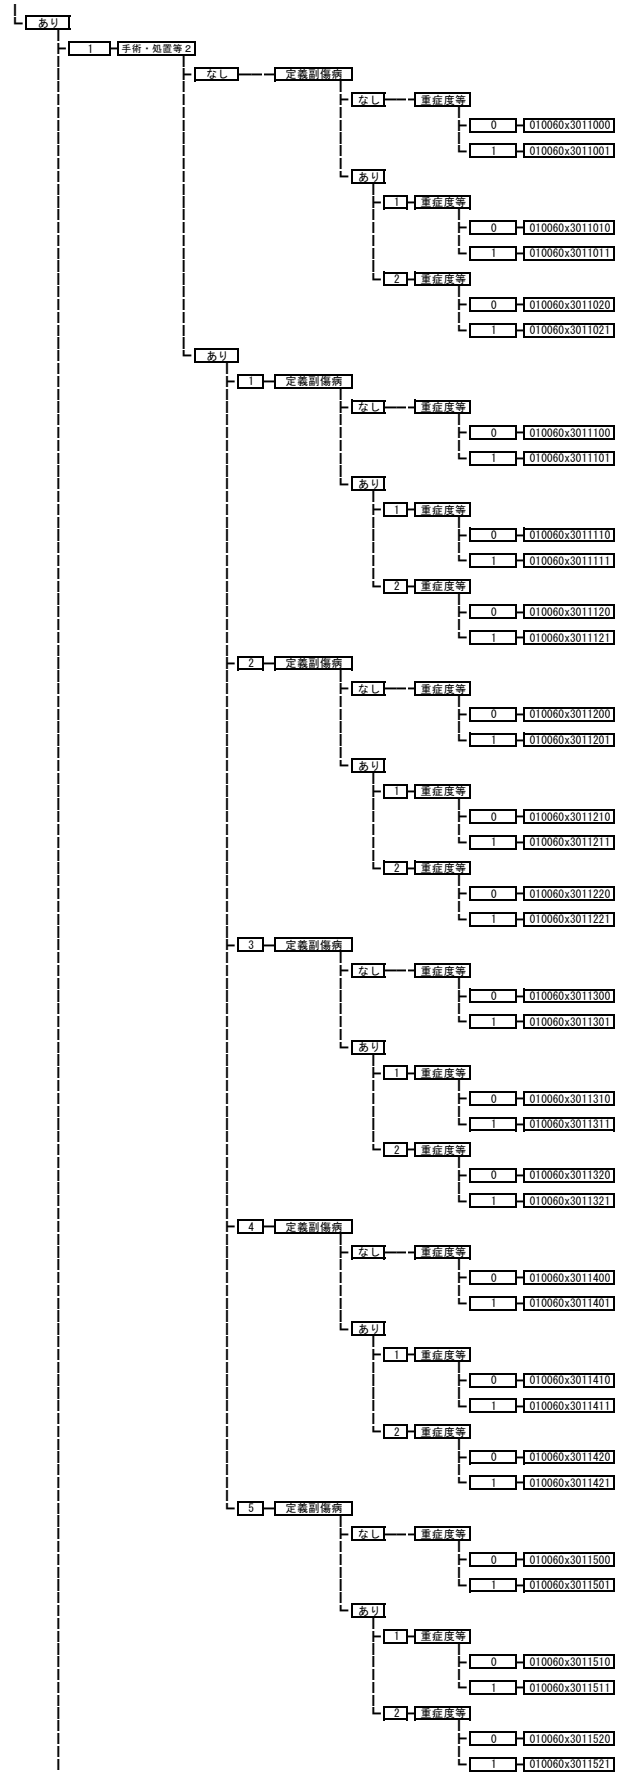 あり
1 手術・処置等２
なし 定義副傷病
なし 重症度等
0 010060x3011000
1 010060x3011001
あり
1 重症度等
0 010060x3011010
1 010060x3011011
2 重症度等
0 010060x3011020
1 010060x3011021
あり
1 定義副傷病
なし 重症度等
0 010060x3011100
1 010060x3011101
あり
1 重症度等
0 010060x3011110
1 010060x3011111
2 重症度等
0 010060x3011120
1 010060x3011121
2 定義副傷病
なし 重症度等
0 010060x3011200
1 010060x3011201
あり
1 重症度等
0 010060x3011210
1 010060x3011211
2 重症度等
0 010060x3011220
1 010060x3011221
3 定義副傷病
なし 重症度等
0 010060x3011300
1 010060x3011301
あり
1 重症度等
0 010060x3011310
1 010060x3011311
2 重症度等
0 010060x3011320
1 010060x3011321
4 定義副傷病
なし 重症度等
0 010060x3011400
1 010060x3011401
あり
1 重症度等
0 010060x3011410
1 010060x3011411
2 重症度等
0 010060x3011420
1 010060x3011421
5 定義副傷病
なし 重症度等
0 010060x3011500
1 010060x3011501
あり
1 重症度等
0 010060x3011510
1 010060x3011511
2 重症度等
0 010060x3011520
1 010060x3011521